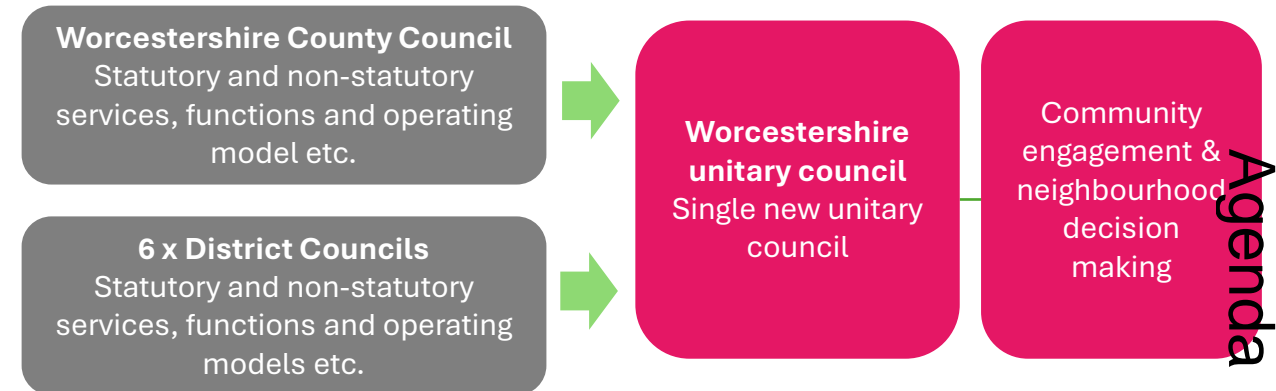 Worcestershire County Council
Statutory and non-statutory
services, functions and operating
model etc.
6 x District Councils
Statutory and non-statutory
services, functions and operating
models etc.
Worcestershire
unitary council
Single new unitary
council
Community
engagement &
neighbourhood
decision
making
Agenda